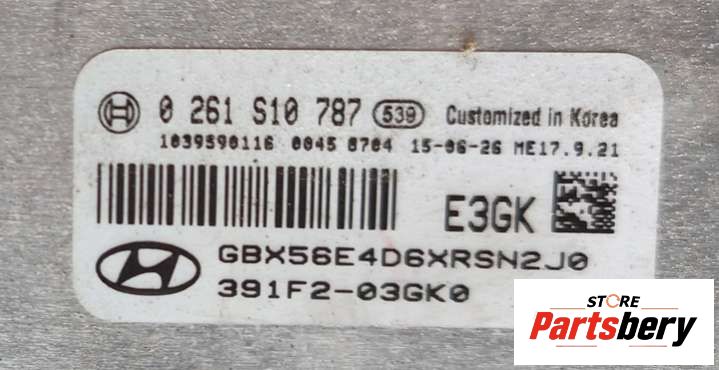 0 261 S10 787 539 Customized in Korea
1039S90116 0045 8704 15-06-26 ME17.9.21
E3GK
GBX56E4D6XRSN2J0
391F2-03GK0
STORE
Partsbery